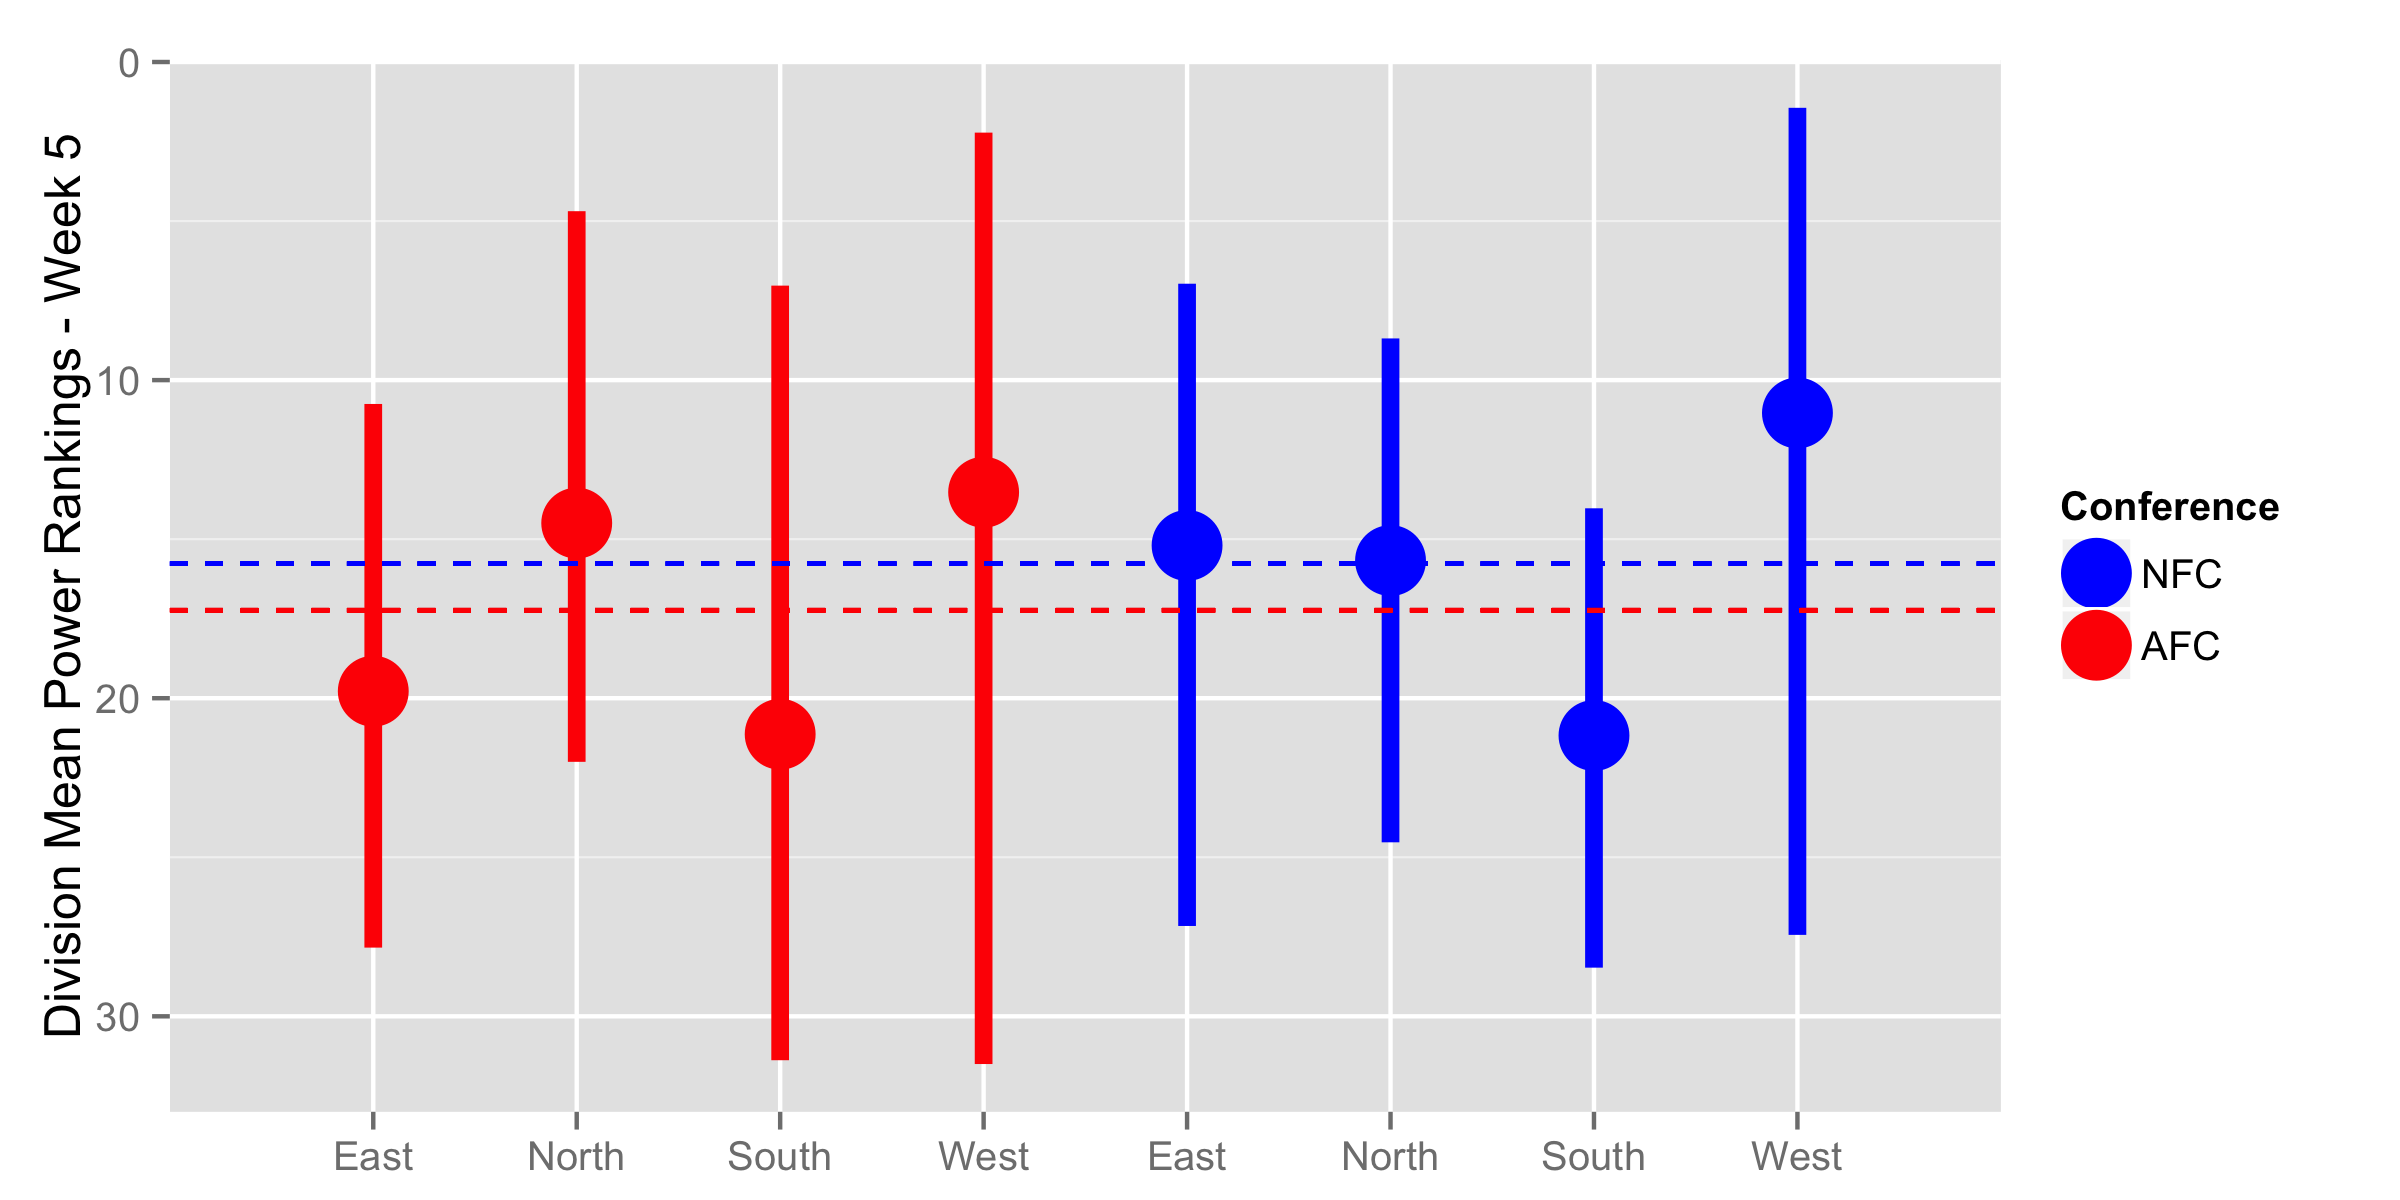 Division Mean Power Rankings - Week 5
0
10
20
30
East North South West East North South West
Conference
NFC
AFC